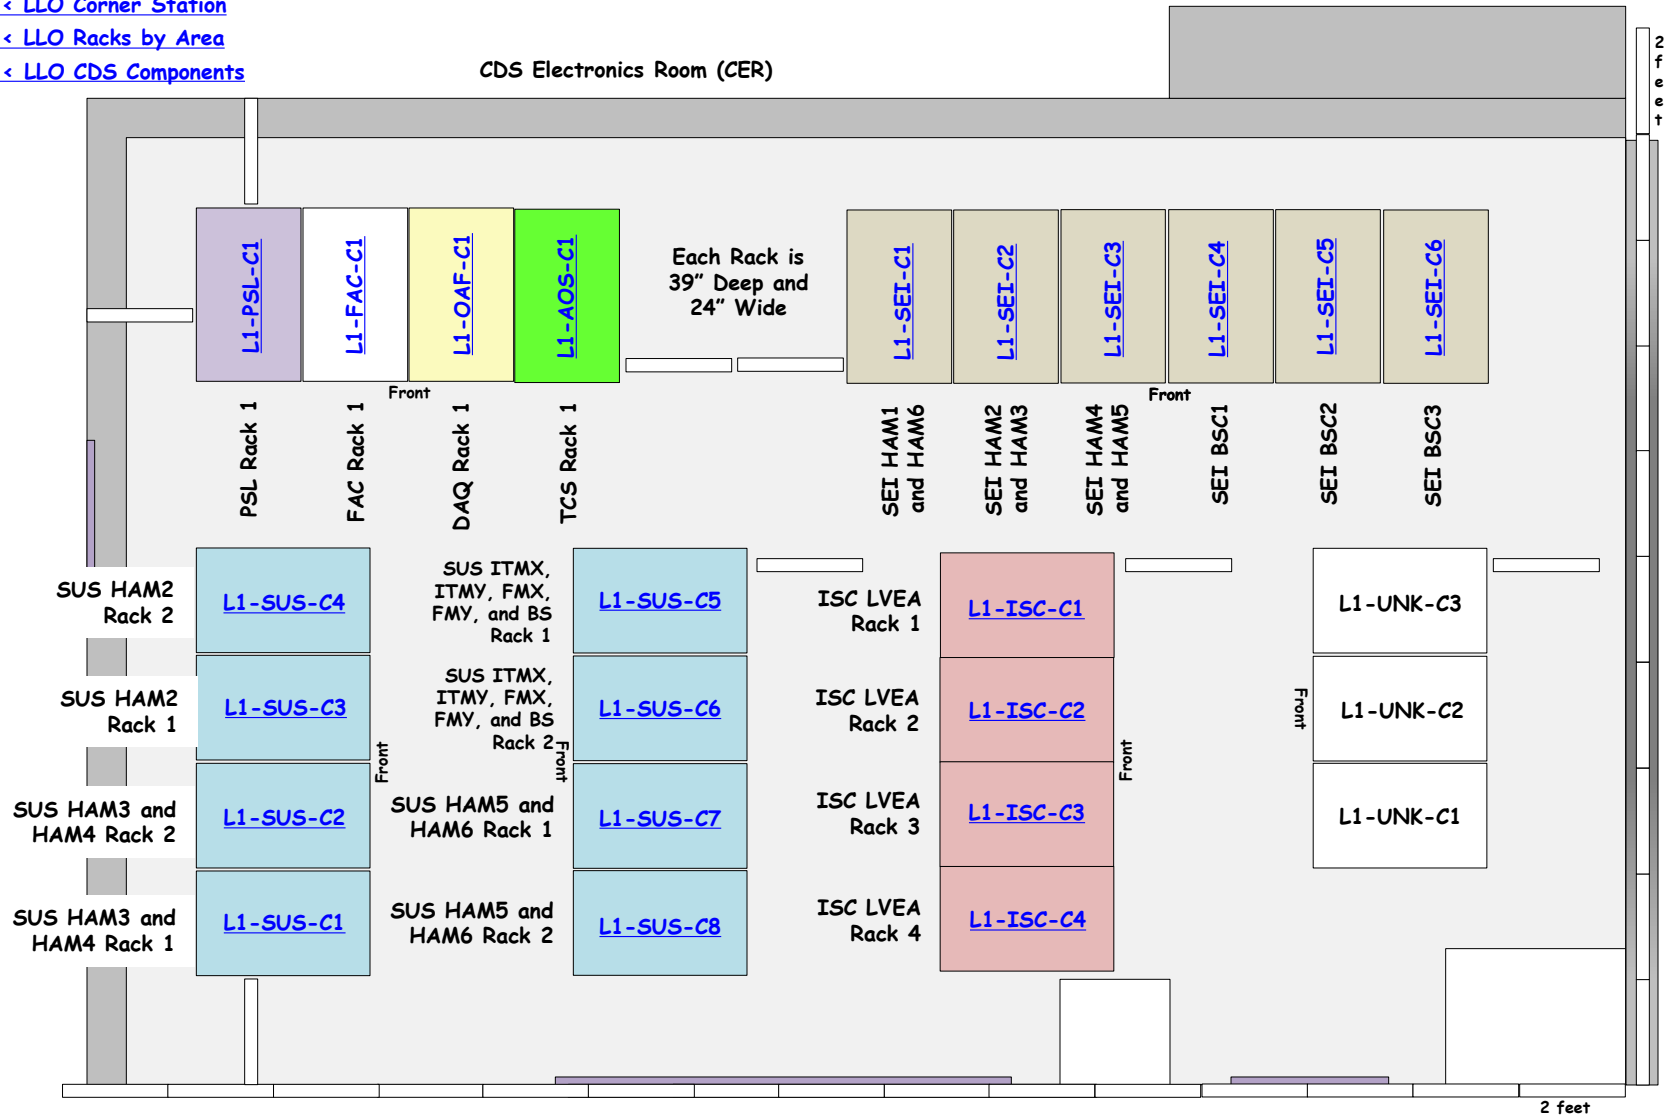 < LLO Corner Station
< LLO Racks by Area
< LLO CDS Components
CDS Electronics Room (CER)
2
f
e
e
t
L1-PSL-C1
L1-FAC-C1
L1-OAF-C1
L1-AOS-C1
Each Rack is
39” Deep and
24” Wide
L1-SEI-C1
L1-SEI-C2
L1-SEI-C3
L1-SEI-C4
L1-SEI-C5
L1-SEI-C6
Front
Front
PSL Rack 1
FAC Rack 1
DAQ Rack 1
TCS Rack 1
SEI HAM1
and HAM6
SEI HAM2
and HAM3
SEI HAM4
and HAM5
SEI BSC1
SEI BSC2
SEI BSC3
SUS HAM2
Rack 2
L1-SUS-C4
SUS ITMX,
ITMY, FMX,
FMY, and BS
Rack 1
L1-SUS-C5
ISC LVEA
Rack 1
L1-ISC-C1
L1-UNK-C3
SUS HAM2
Rack 1
L1-SUS-C3
SUS ITMX,
ITMY, FMX,
FMY, and BS
Rack 2
L1-SUS-C6
ISC LVEA
Rack 2
L1-ISC-C2
Front
L1-UNK-C2
Front
Front
Front
SUS HAM3 and
HAM4 Rack 2
L1-SUS-C2
SUS HAM5 and
HAM6 Rack 1
L1-SUS-C7
ISC LVEA
Rack 3
L1-ISC-C3
L1-UNK-C1
SUS HAM3 and
HAM4 Rack 1
L1-SUS-C1
SUS HAM5 and
HAM6 Rack 2
L1-SUS-C8
ISC LVEA
Rack 4
L1-ISC-C4
2 feet